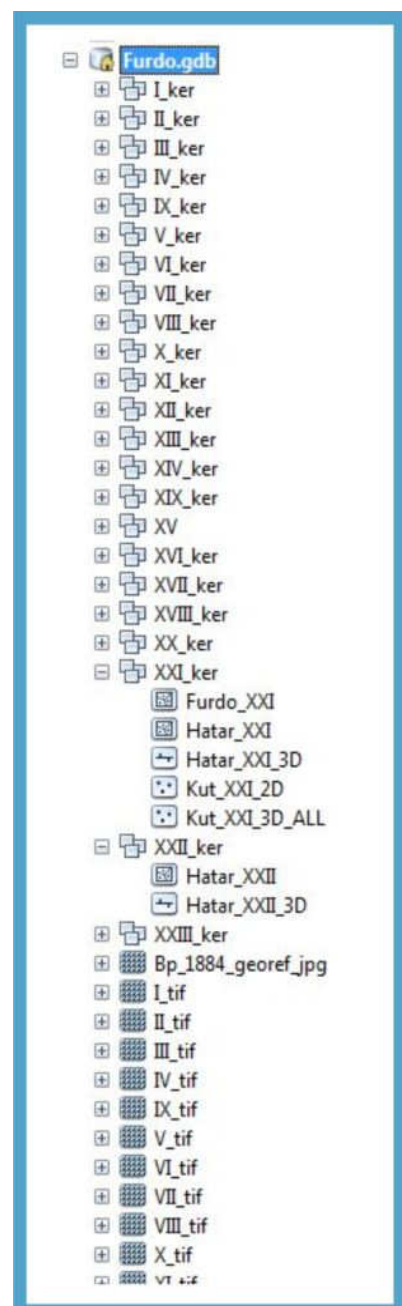 Furdo.gdb
I_ker
II_ker
III_ker
IV_ker
IX_ker
V_ker
VI_ker
VII_ker
VIII_ker
X_ker
XI_ker
XII_ker
XIII_ker
XIV_ker
XIX_ker
XV
XVI_ker
XVII_ker
XVIII_ker
XX_ker
XXI_ker
Furdo_XXI
Hatar_XXI
Hatar_XXI_3D
Kut_XXI_2D
Kut_XXI_3D_ALL
XXII_ker
Hatar_XXII
Hatar_XXII_3D
XXIII_ker
Bp_1884_georef_jpg
I_tif
II_tif
III_tif
IV_tif
IX_tif
V_tif
VI_tif
VII_tif
VIII_tif
X_tif
XI_tif